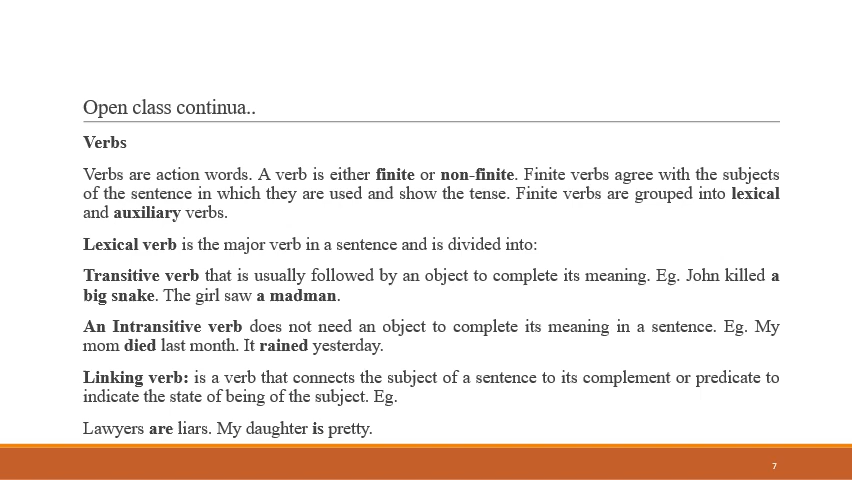 Open class continua..
Verbs
Verbs are action words. A verb is either finite or non-finite. Finite verbs agree with the subjects
of the sentence in which they are used and show the tense. Finite verbs are grouped into lexical
and auxiliary verbs.
Lexical verb is the major verb in a sentence and is divided into:
Transitive verb that is usually followed by an object to complete its meaning. Eg. John killed a
big snake. The girl saw a madman.
An Intransitive verb does not need an object to complete its meaning in a sentence. Eg. My
mom died last month. It rained yesterday.
Linking verb: is a verb that connects the subject of a sentence to its complement or predicate to
indicate the state of being of the subject. Eg.
Lawyers are liars. My daughter is pretty.
7